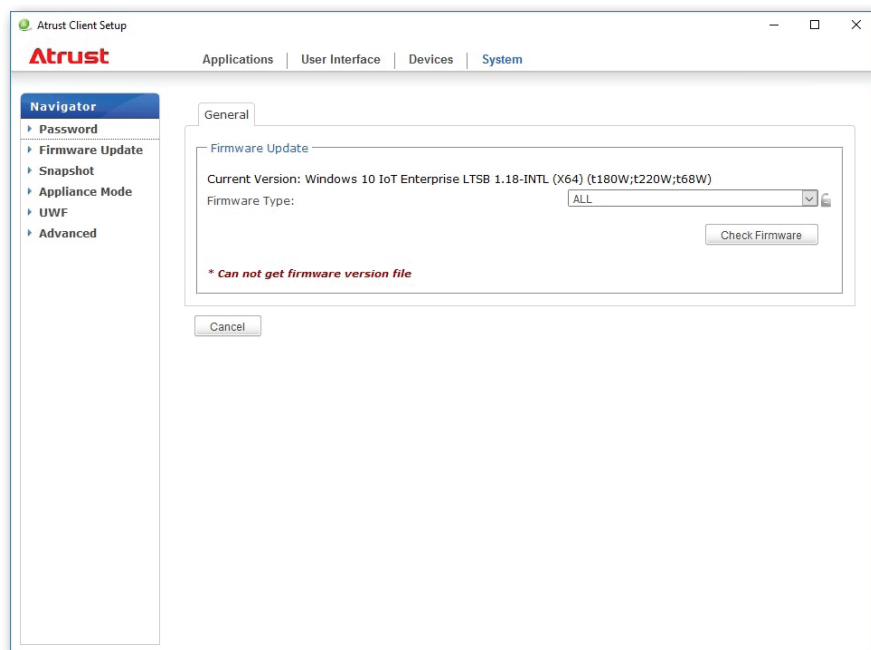 Atrust Client Setup
Atrust
Applications | User Interface | Devices | System
Navigator
Password
Firmware Update
Snapshot
Appliance Mode
UWF
Advanced
General
Firmware Update
Current Version: Windows 10 IoT Enterprise LTSB 1.18-INTL (X64) (t180W;t220W;t68W)
Firmware Type: ALL
Check Firmware
* Can not get firmware version file
Cancel